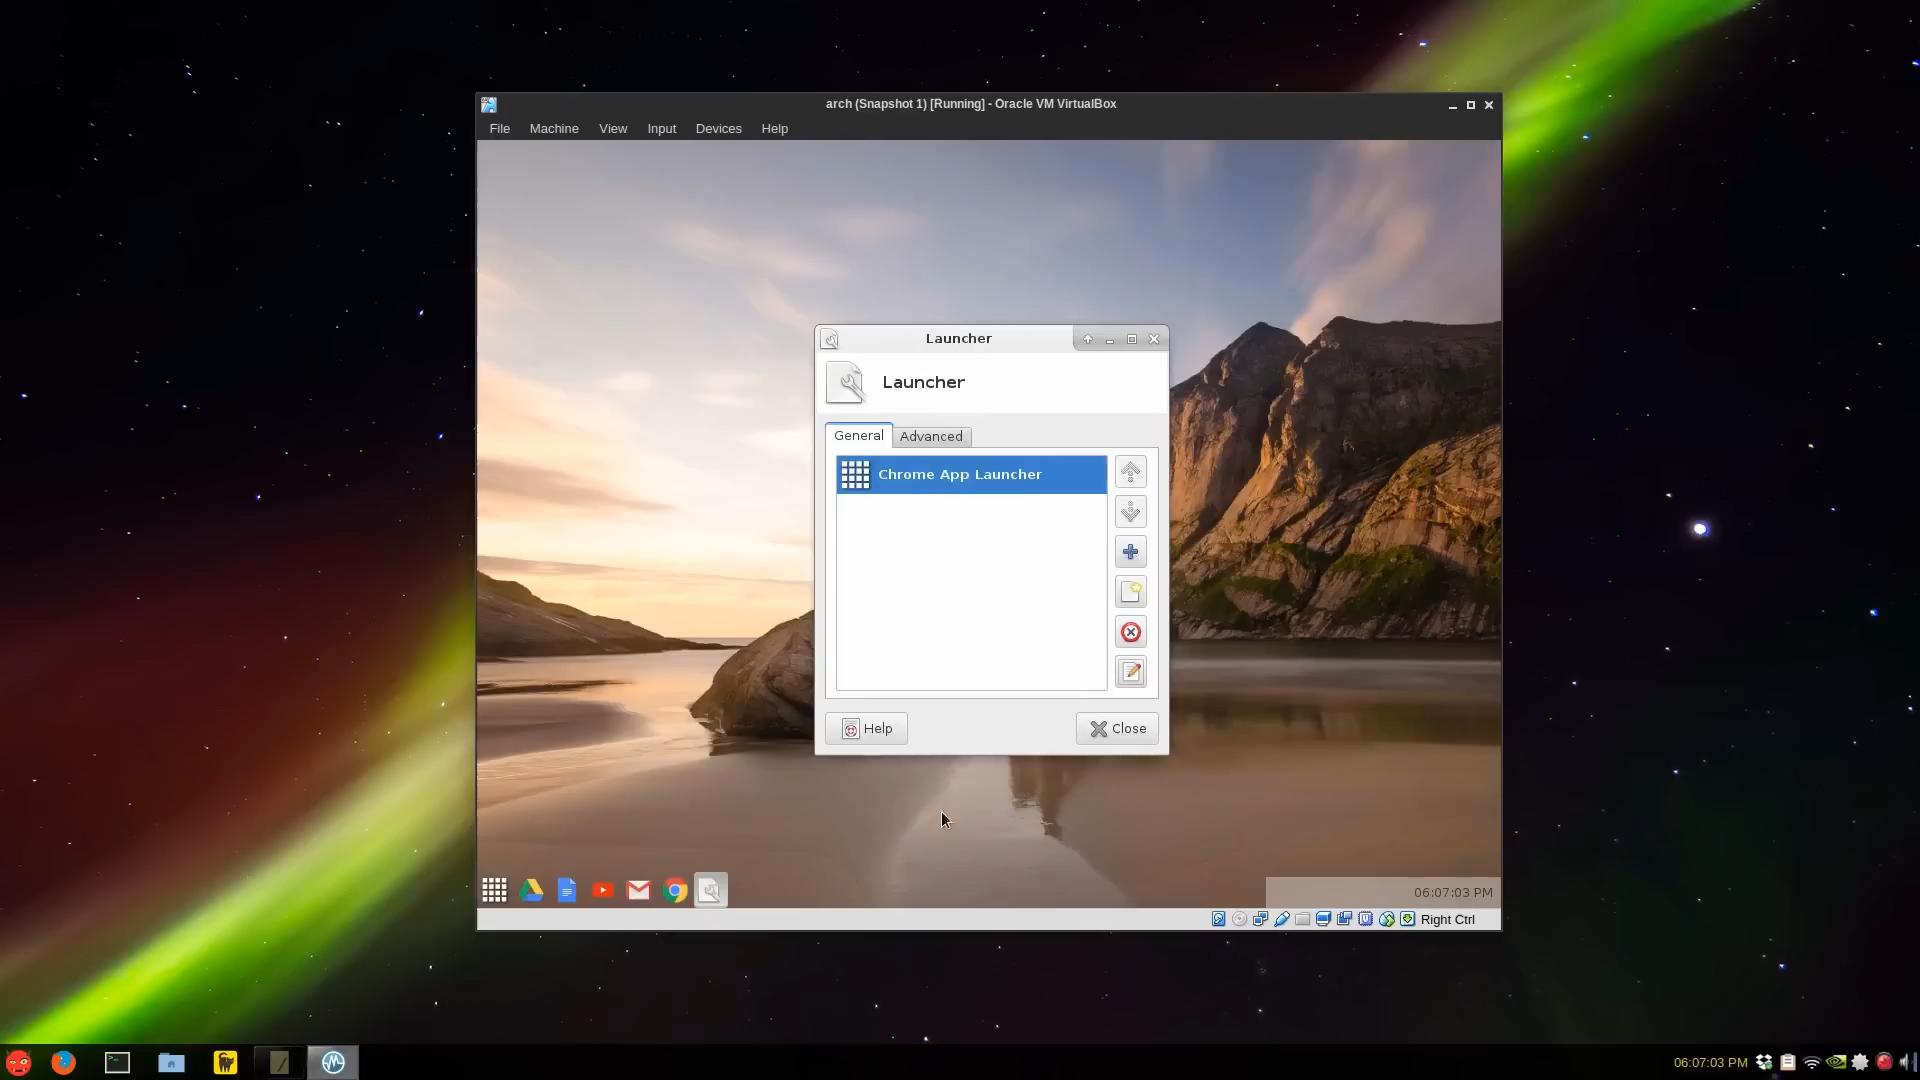 arch (Snapshot 1) [Running] - Oracle VM VirtualBox
File Machine View Input Devices Help
Launcher
Launcher
General Advanced
Chrome App Launcher
Help Close
06:07:03 PM
Right Ctrl
06:07:03 PM